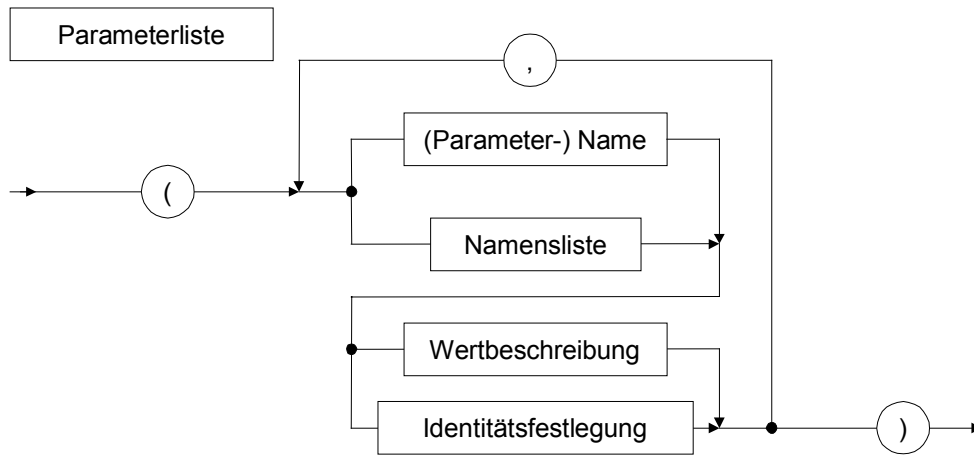 Parameterliste
,
(Parameter-) Name
(
Namensliste
Wertbeschreibung
Identitätsfestlegung
)